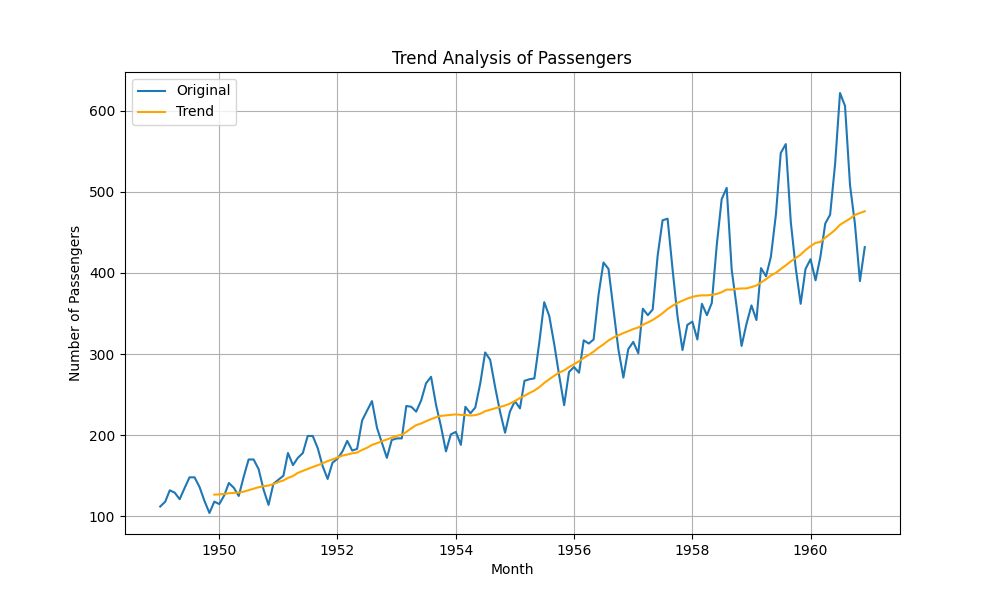 Trend Analysis of Passengers
Original
Trend
Number of Passengers
600
500
400
300
200
100
1950 1952 1954 1956 1958 1960
Month